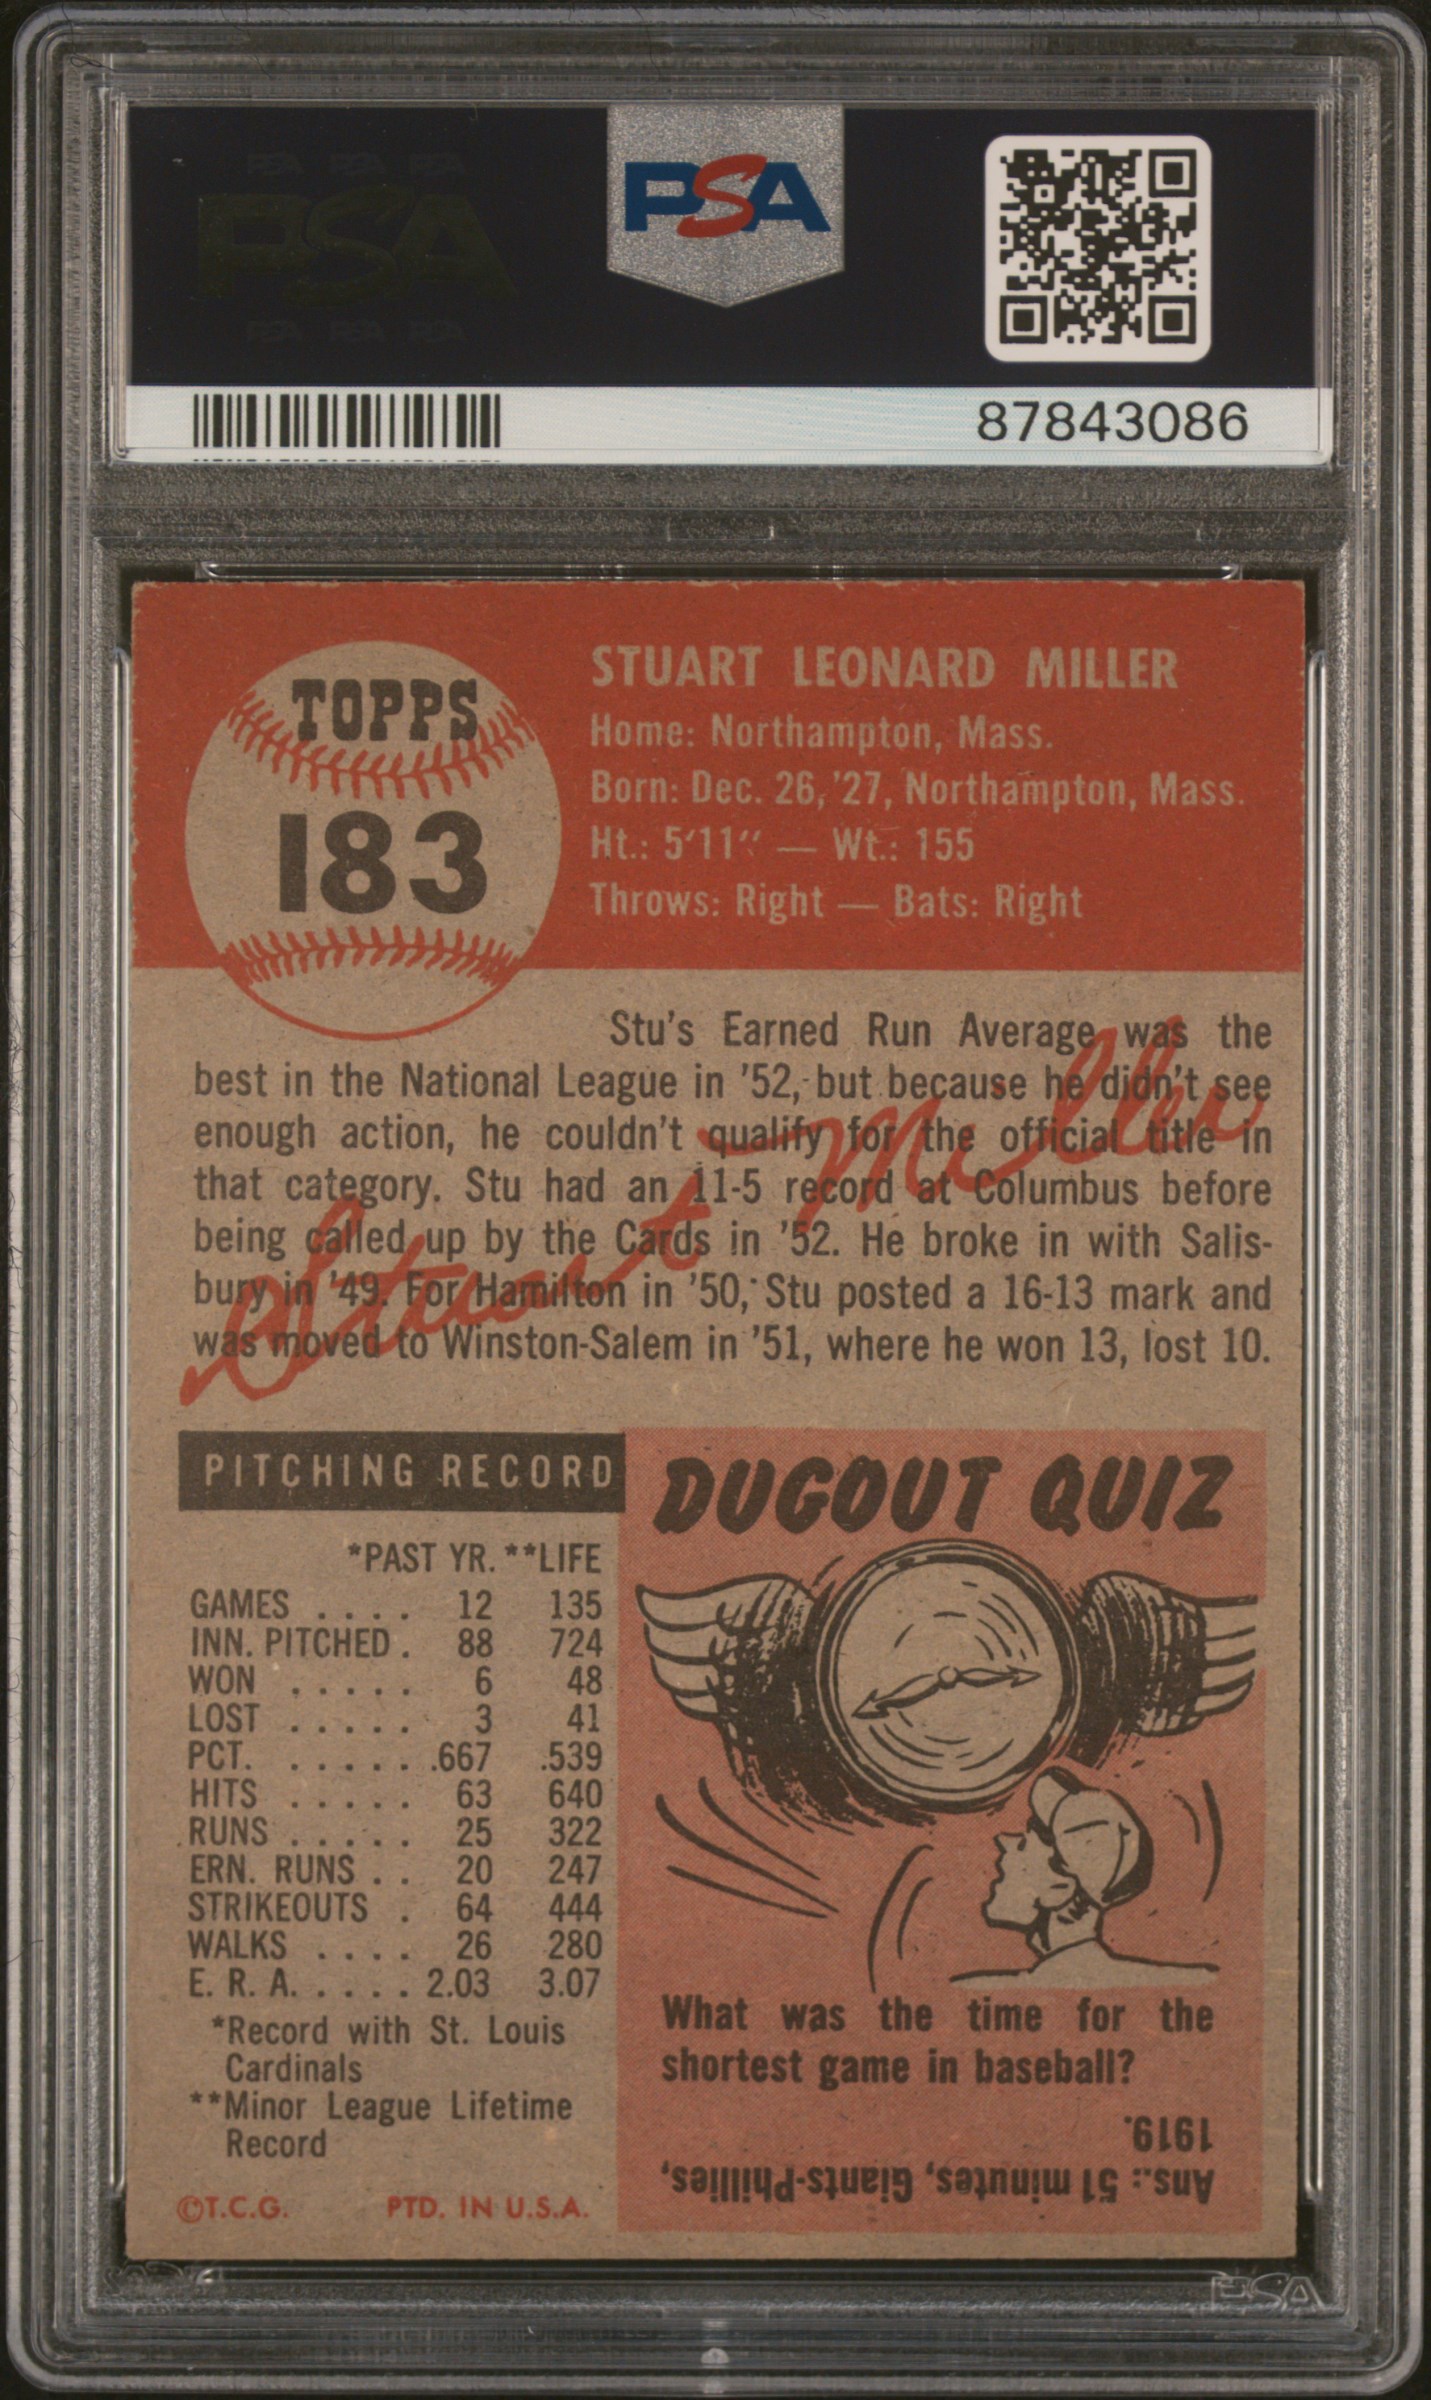 PSA
PSA
87843086
TOPPS
183
STUART LEONARD MILLER
Home: Northampton, Mass.
Born: Dec. 26, '27, Northampton, Mass.
Ht.: 5'11" — Wt.: 155
Throws: Right — Bats: Right
Stu's Earned Run Average was the
best in the National League in '52, but because he didn't see
enough action, he couldn't qualify for the official title in
that category. Stu had an 11-5 record at Columbus before
being called up by the Cards in '52. He broke in with Salis-
bury in '49. For Hamilton in '50, Stu posted a 16-13 mark and
was moved to Winston-Salem in '51, where he won 13, lost 10.
Stuart Miller
PITCHING RECORD
*PAST YR. **LIFE
GAMES . . . . 12 135
INN. PITCHED . 88 724
WON . . . . . 6 48
LOST . . . . . 3 41
PCT. . . . . . . .667 .539
HITS . . . . . 63 640
RUNS . . . . . 25 322
ERN. RUNS . . 20 247
STRIKEOUTS . 64 444
WALKS . . . . 26 280
E. R. A. . . . . . 2.03 3.07
*Record with St. Louis
Cardinals
**Minor League Lifetime
Record
©T.C.G. PTD. IN U.S.A.
DUGOUT QUIZ
What was the time for the
shortest game in baseball?
Ans.: 51 minutes, Giants-Phillies,
1919.
PSA